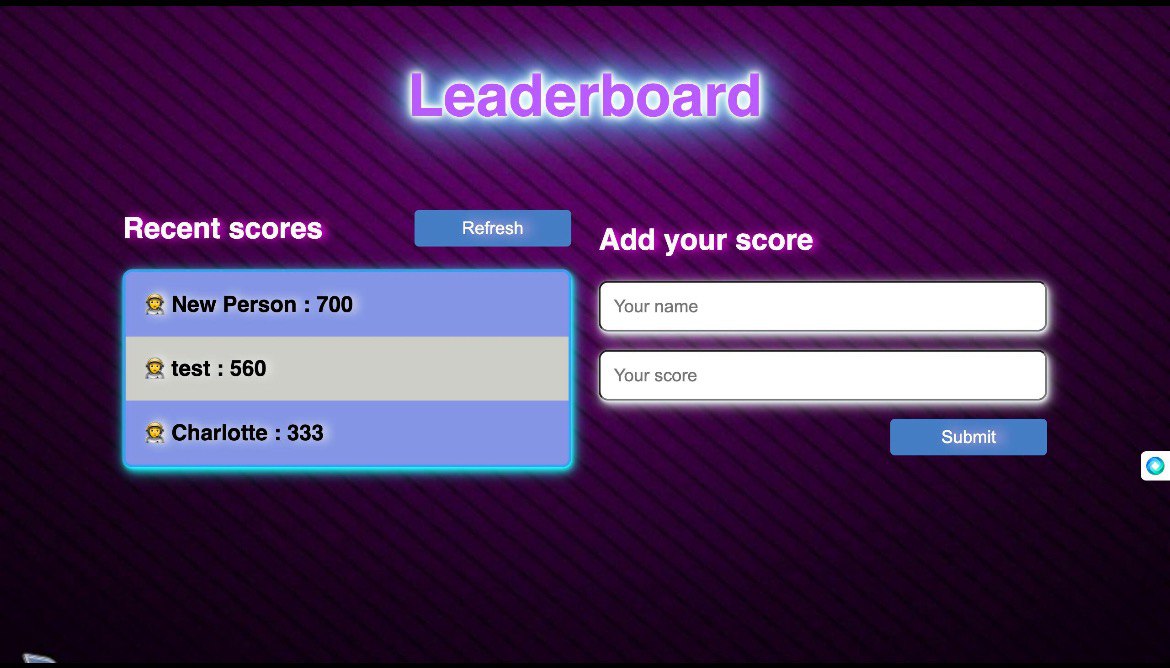 Leaderboard
Recent scores
Refresh
New Person : 700
test : 560
Charlotte : 333
Add your score
Your name
Your score
Submit